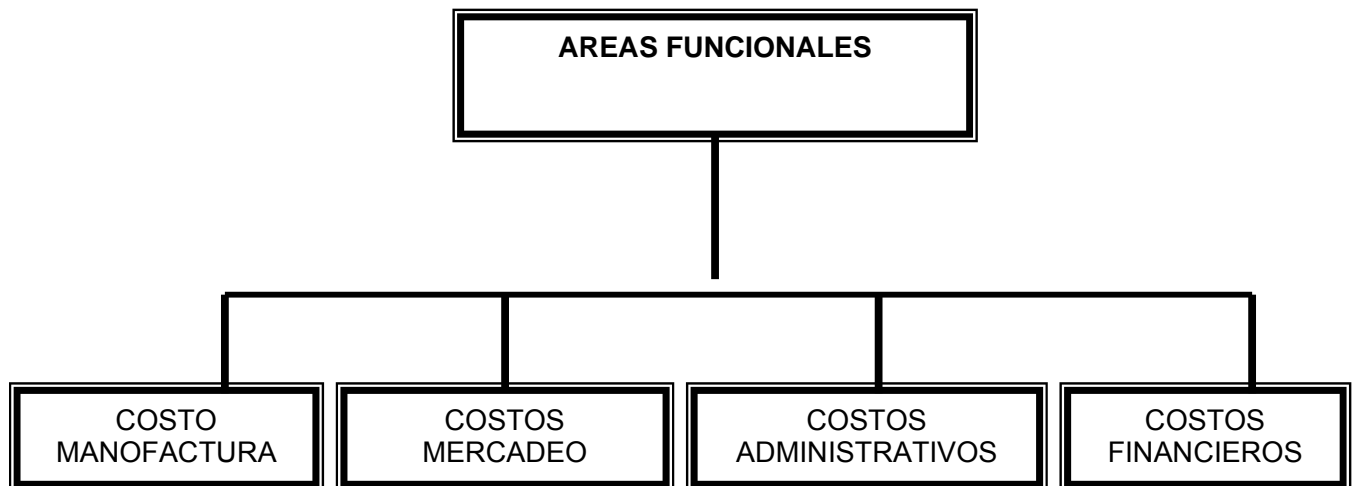 AREAS FUNCIONALES
COSTO
MANOFACTURA
COSTOS
MERCADEO
COSTOS
ADMINISTRATIVOS
COSTOS
FINANCIEROS